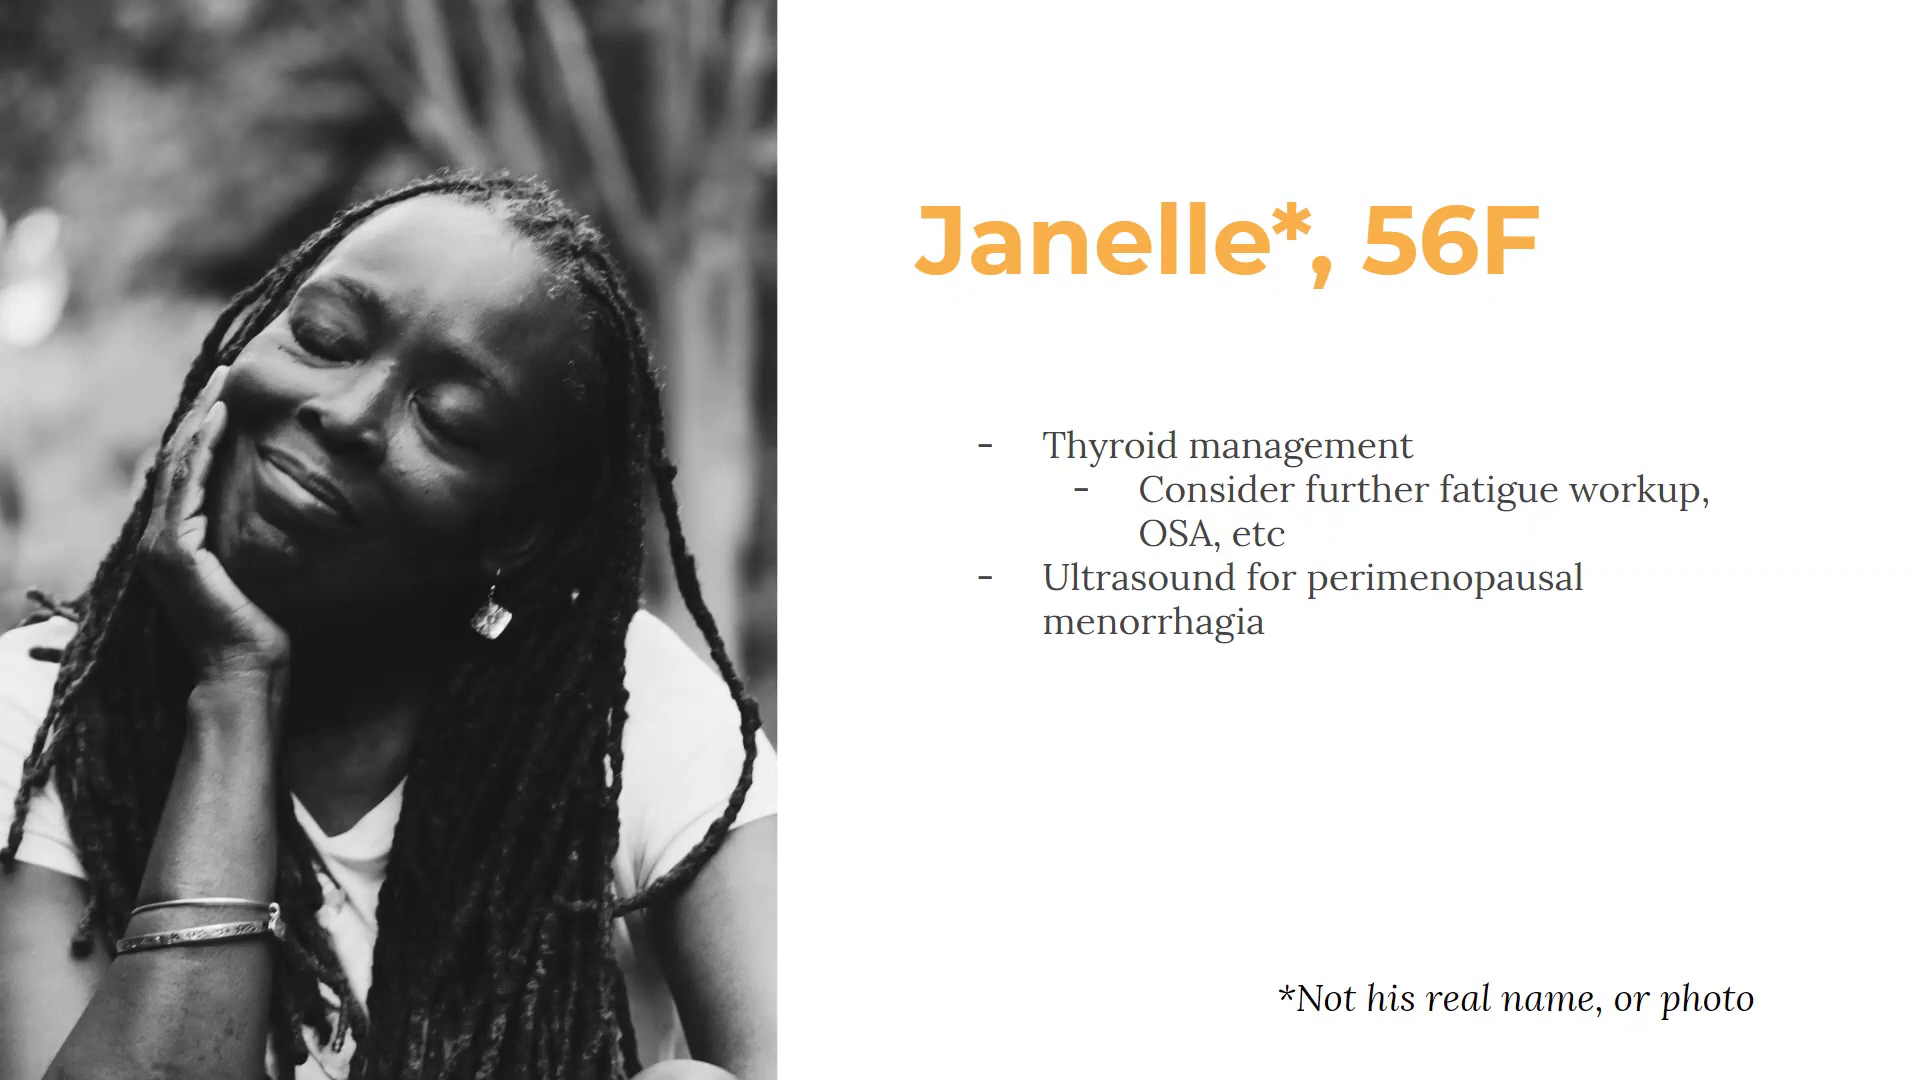 Janelle*, 56F
- Thyroid management
- Consider further fatigue workup,
OSA, etc
- Ultrasound for perimenopausal
menorrhagia
*Not his real name, or photo